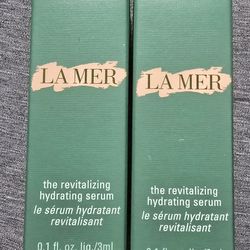 LA MER
the revitalizing
hydrating serum
le sérum hydratant
revitalisant
0.1 fl. oz. liq./3ml
LA MER
the revitalizing
hydrating serum
le sérum hydratant
revitalisant